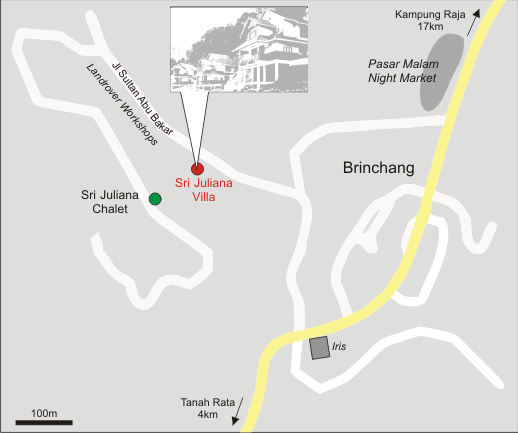 Kampung Raja
17km
Pasar Malam
Night Market
Jl Sultan Abu Bakar
Landrover Workshops
Brinchang
Sri Juliana
Villa
Sri Juliana
Chalet
Iris
Tanah Rata
4km
100m